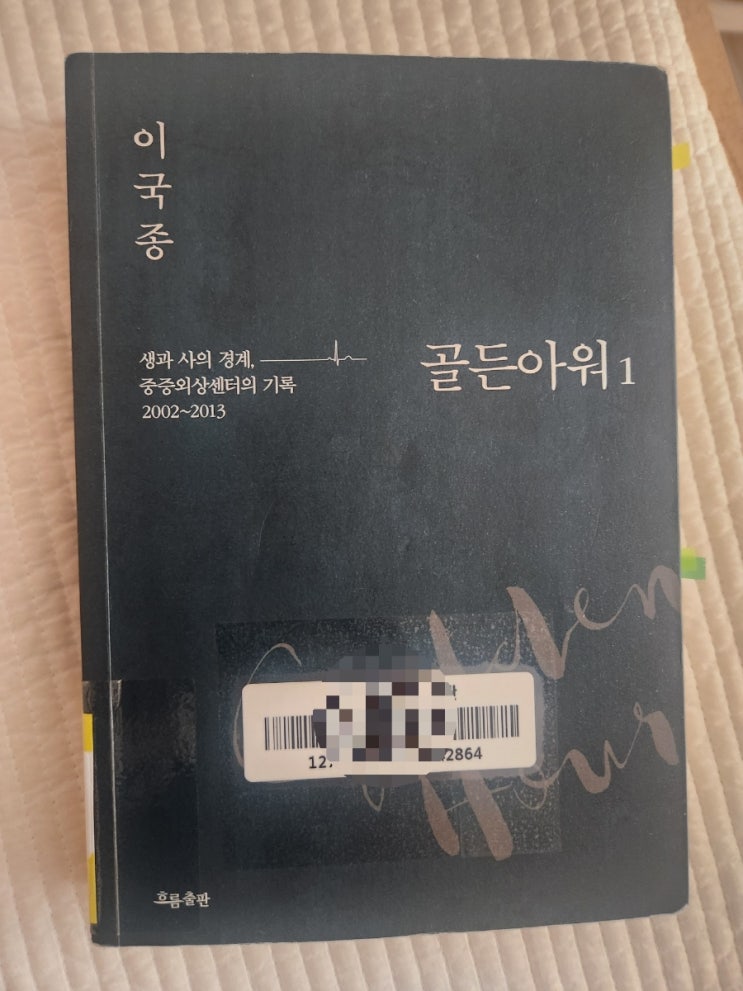 이국종
생과 사의 경계,
중증외상센터의 기록
2002~2013
골든아워 1
Golden
Hour
2864
흐름출판